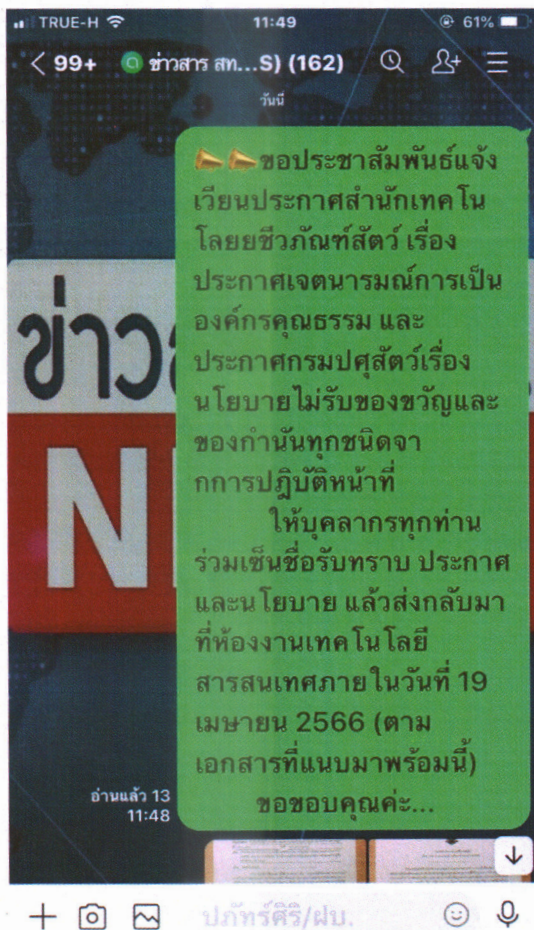 TRUE-H 11:49 61%
99+ ข่าวสาร สท...S) (162)
วันนี้
ขอประชาสัมพันธ์แจ้ง
เวียนประกาศสำนักเทคโน
โลยยชีวภัณฑ์สัตว์ เรื่อง
ประกาศเจตนารมณ์การเป็น
องค์กรคุณธรรม และ
ประกาศกรมปศุสัตว์เรื่อง
นโยบายไม่รับของขวัญและ
ของกำนันทุกชนิดจา
กการปฏิบัติหน้าที่
ให้บุคลากรทุกท่าน
ร่วมเซ็นชื่อรับทราบ ประกาศ
และนโยบาย แล้วส่งกลับมา
ที่ห้องงานเทคโนโลยี
สารสนเทศภายในวันที่ 19
เมษายน 2566 (ตาม
เอกสารที่แนบมาพร้อมนี้)
ขอขอบคุณค่ะ...
อ่านแล้ว 13
11:48
ข่าว
N
ปภัทร์ศิริ/ฝบ.